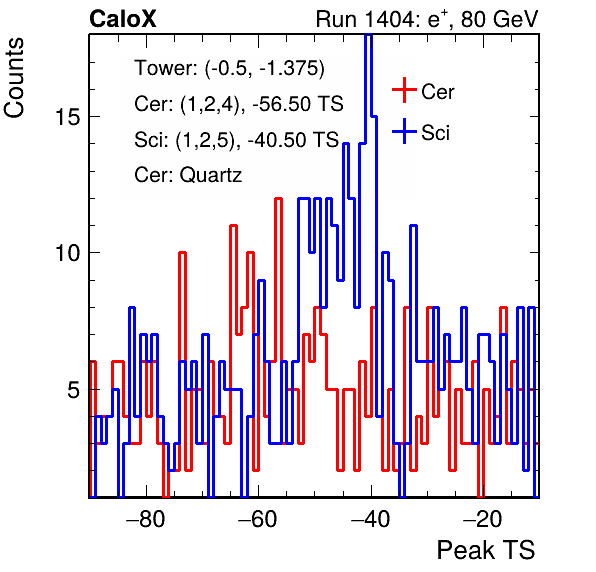 CaloX Run 1404: e⁺, 80 GeV
Counts
Tower: (-0.5, -1.375)
Cer: (1,2,4), -56.50 TS
Sci: (1,2,5), -40.50 TS
Cer: Quartz
Cer
Sci
15
10
5
−80 −60 −40 −20
Peak TS